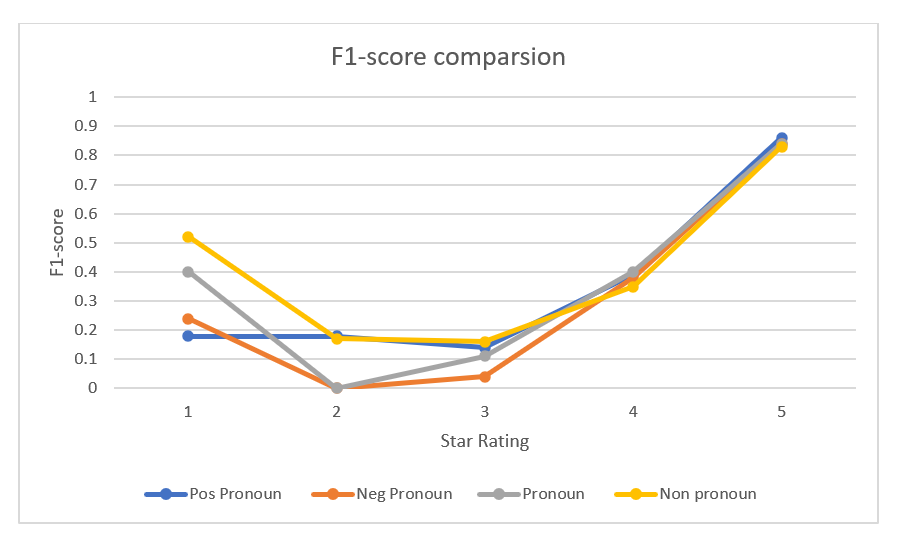 F1-score comparsion
1
0.9
0.8
0.7
0.6
0.5
0.4
0.3
0.2
0.1
0
F1-score
1 2 3 4 5
Star Rating
Pos Pronoun Neg Pronoun Pronoun Non pronoun